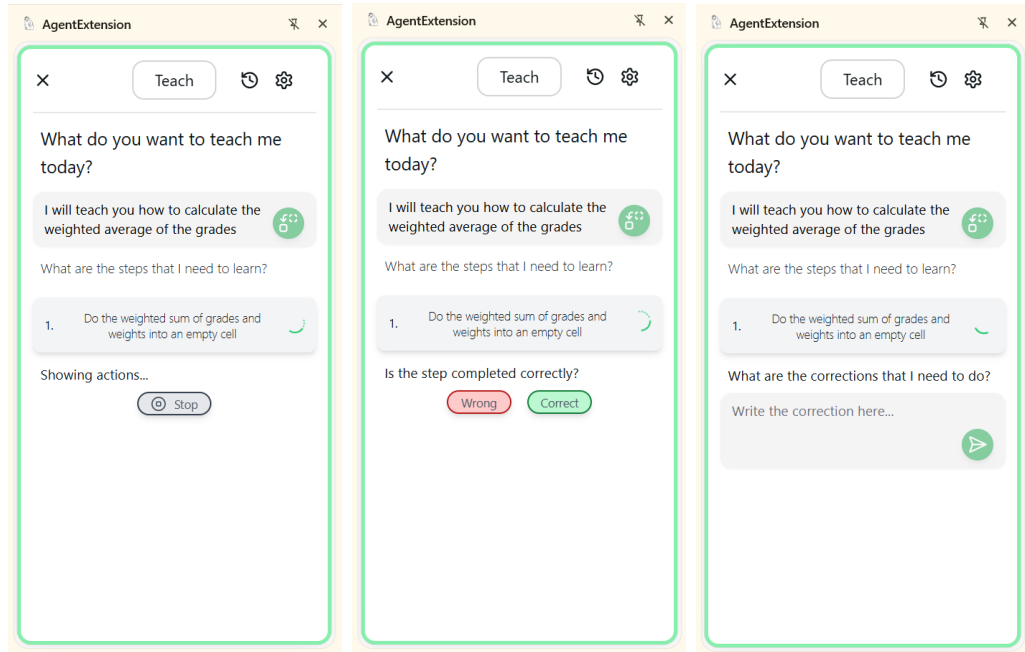 AgentExtension
Teach
What do you want to teach me
today?
I will teach you how to calculate the
weighted average of the grades
What are the steps that I need to learn?
1.
Do the weighted sum of grades and
weights into an empty cell
Showing actions...
Stop
AgentExtension
Teach
What do you want to teach me
today?
I will teach you how to calculate the
weighted average of the grades
What are the steps that I need to learn?
1.
Do the weighted sum of grades and
weights into an empty cell
Is the step completed correctly?
Wrong
Correct
AgentExtension
Teach
What do you want to teach me
today?
I will teach you how to calculate the
weighted average of the grades
What are the steps that I need to learn?
1.
Do the weighted sum of grades and
weights into an empty cell
What are the corrections that I need to do?
Write the correction here...